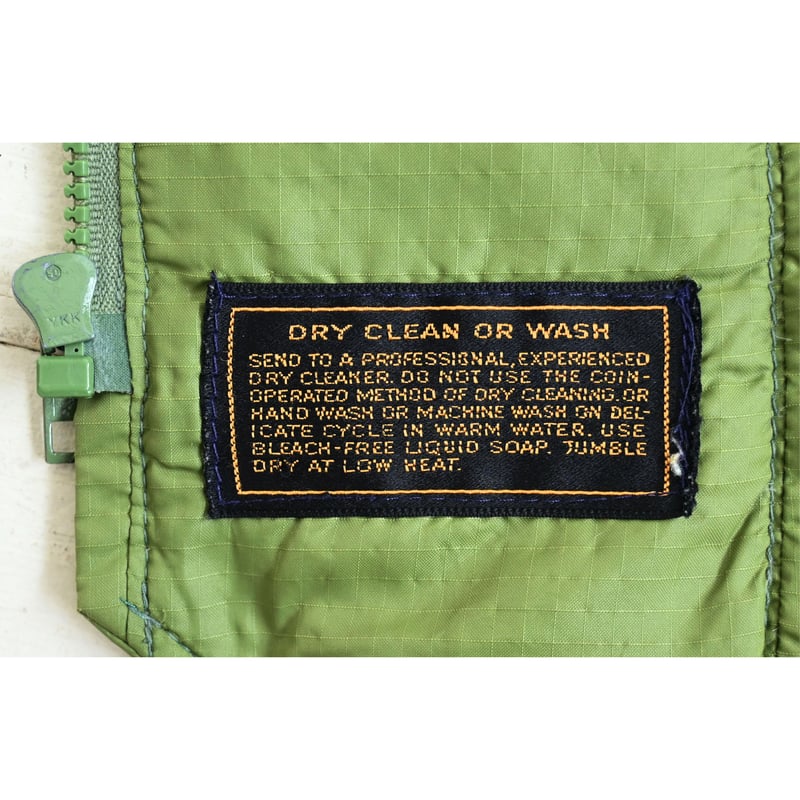 YKK
DRY CLEAN OR WASH
SEND TO A PROFESSIONAL, EXPERIENCED
DRY CLEANER. DO NOT USE THE COIN-
OPERATED METHOD OF DRY CLEANING. OR
HAND WASH OR MACHINE WASH ON DEL-
ICATE CYCLE IN WARM WATER. USE
BLEACH-FREE LIQUID SOAP. TUMBLE
DRY AT LOW HEAT.